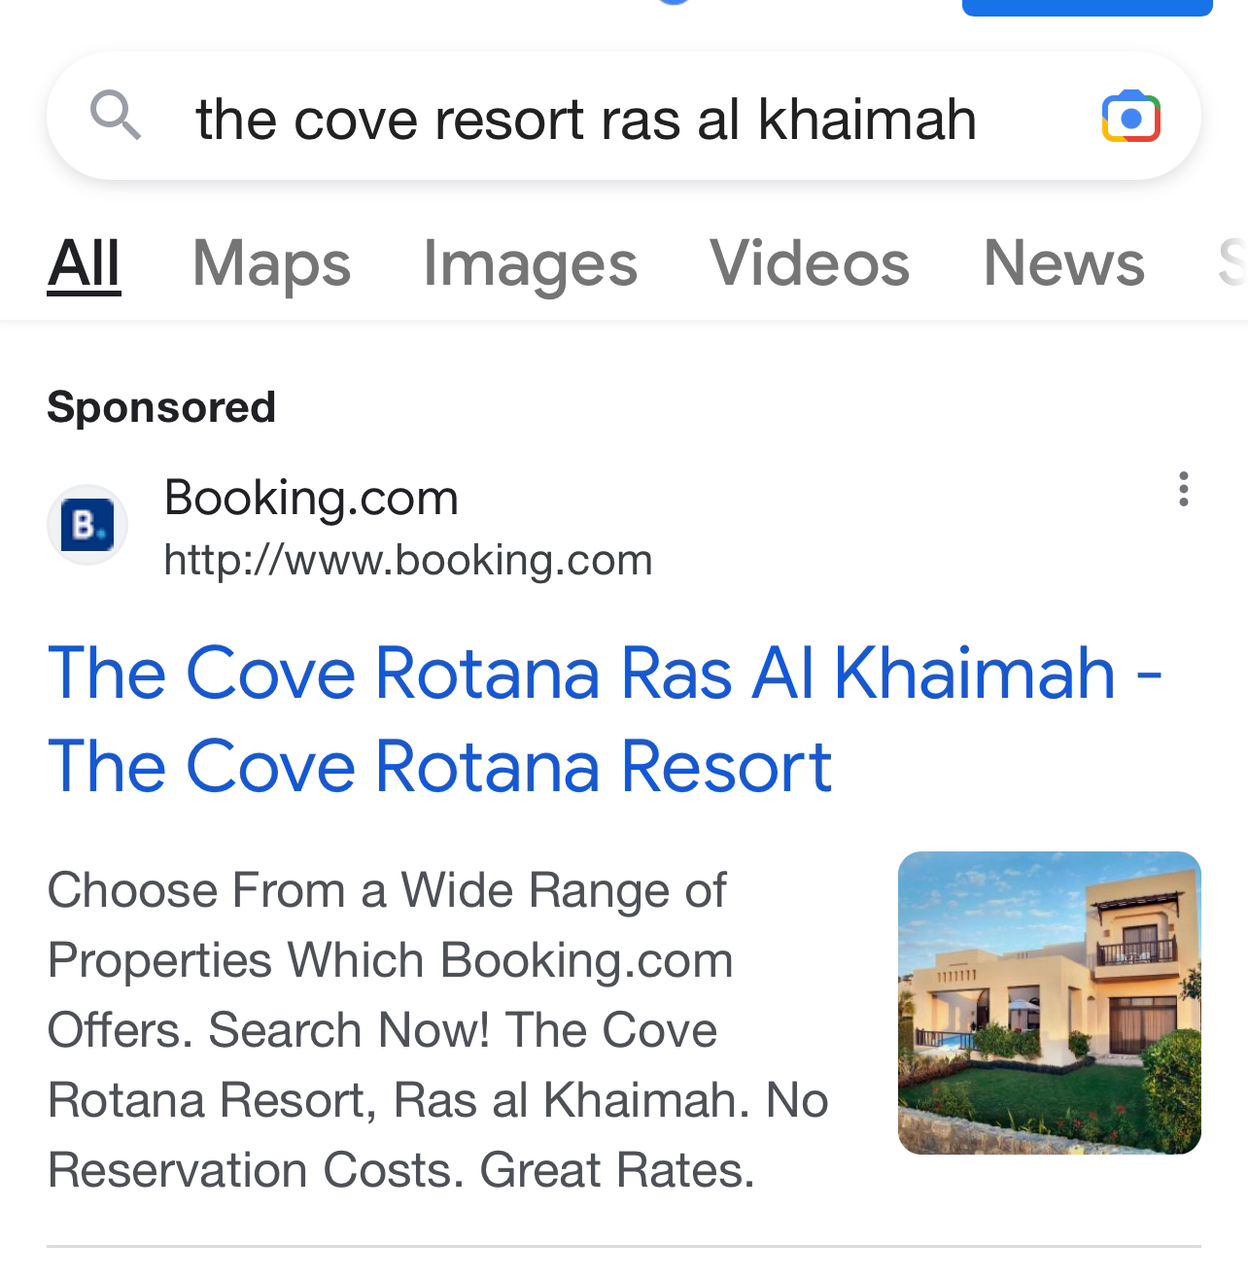 the cove resort ras al khaimah
All Maps Images Videos News S
Sponsored
B.
Booking.com
http://www.booking.com
The Cove Rotana Ras Al Khaimah -
The Cove Rotana Resort
Choose From a Wide Range of
Properties Which Booking.com
Offers. Search Now! The Cove
Rotana Resort, Ras al Khaimah. No
Reservation Costs. Great Rates.